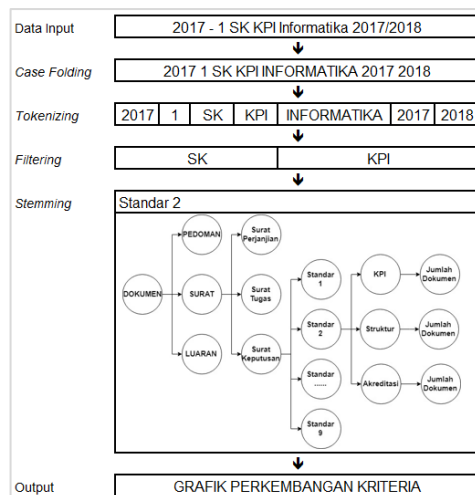 Data Input
2017 - 1 SK KPI Informatika 2017/2018
Case Folding
2017 1 SK KPI INFORMATIKA 2017 2018
Tokenizing
2017 1 SK KPI INFORMATIKA 2017 2018
Filtering
SK KPI
Stemming
Standar 2
DOKUMEN
PEDOMAN
SURAT
LUARAN
Surat
Perjanjian
Surat
Tugas
Surat
Keputusan
Standar
1
Standar
2
Standar
......
Standar
9
KPI
Struktur
Akreditasi
Jumlah
Dokumen
Jumlah
Dokumen
Jumlah
Dokumen
Output
GRAFIK PERKEMBANGAN KRITERIA